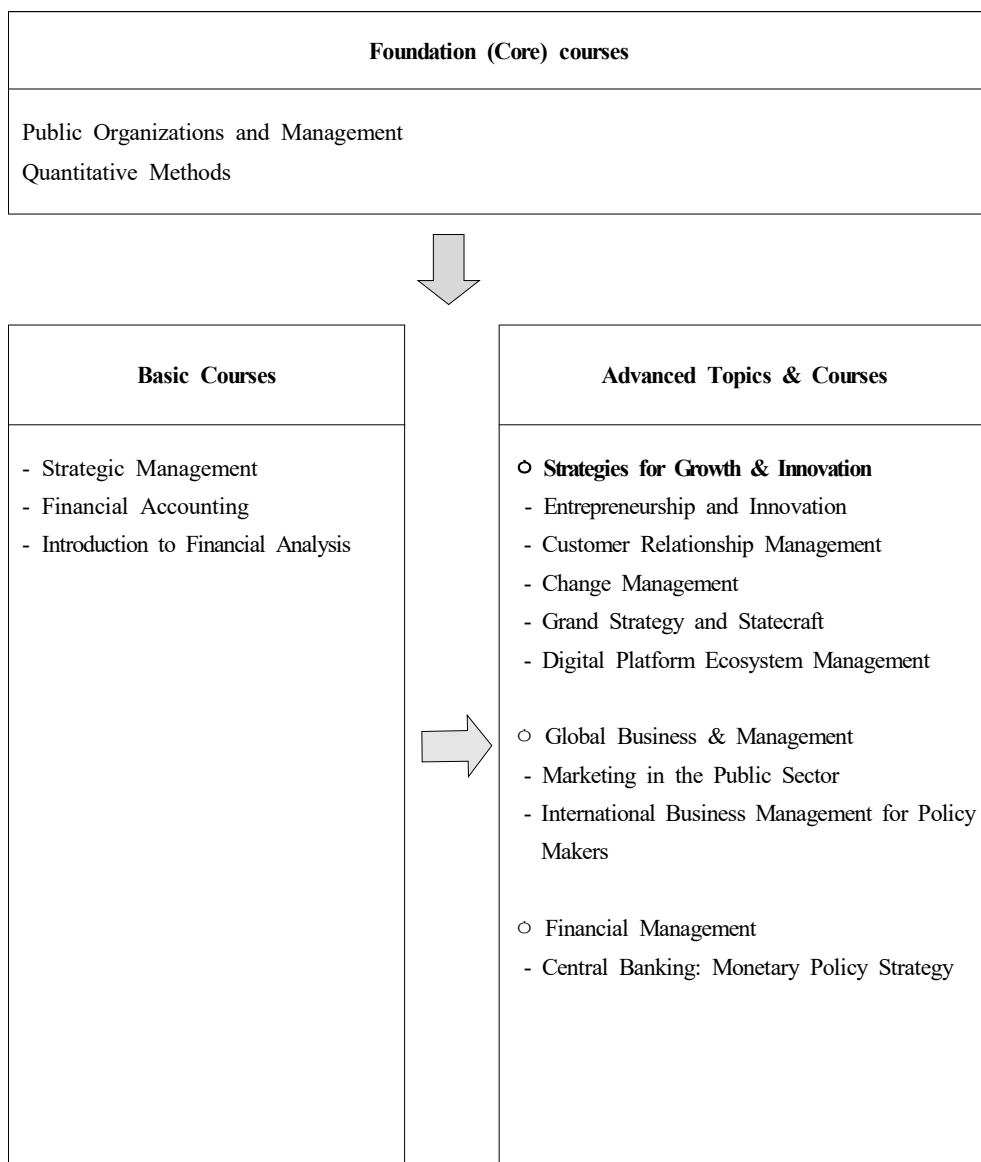 Foundation (Core) courses
Public Organizations and Management
Quantitative Methods
Basic Courses
- Strategic Management
- Financial Accounting
- Introduction to Financial Analysis
Advanced Topics & Courses
○ Strategies for Growth & Innovation
- Entrepreneurship and Innovation
- Customer Relationship Management
- Change Management
- Grand Strategy and Statecraft
- Digital Platform Ecosystem Management
○ Global Business & Management
- Marketing in the Public Sector
- International Business Management for Policy
Makers
○ Financial Management
- Central Banking: Monetary Policy Strategy